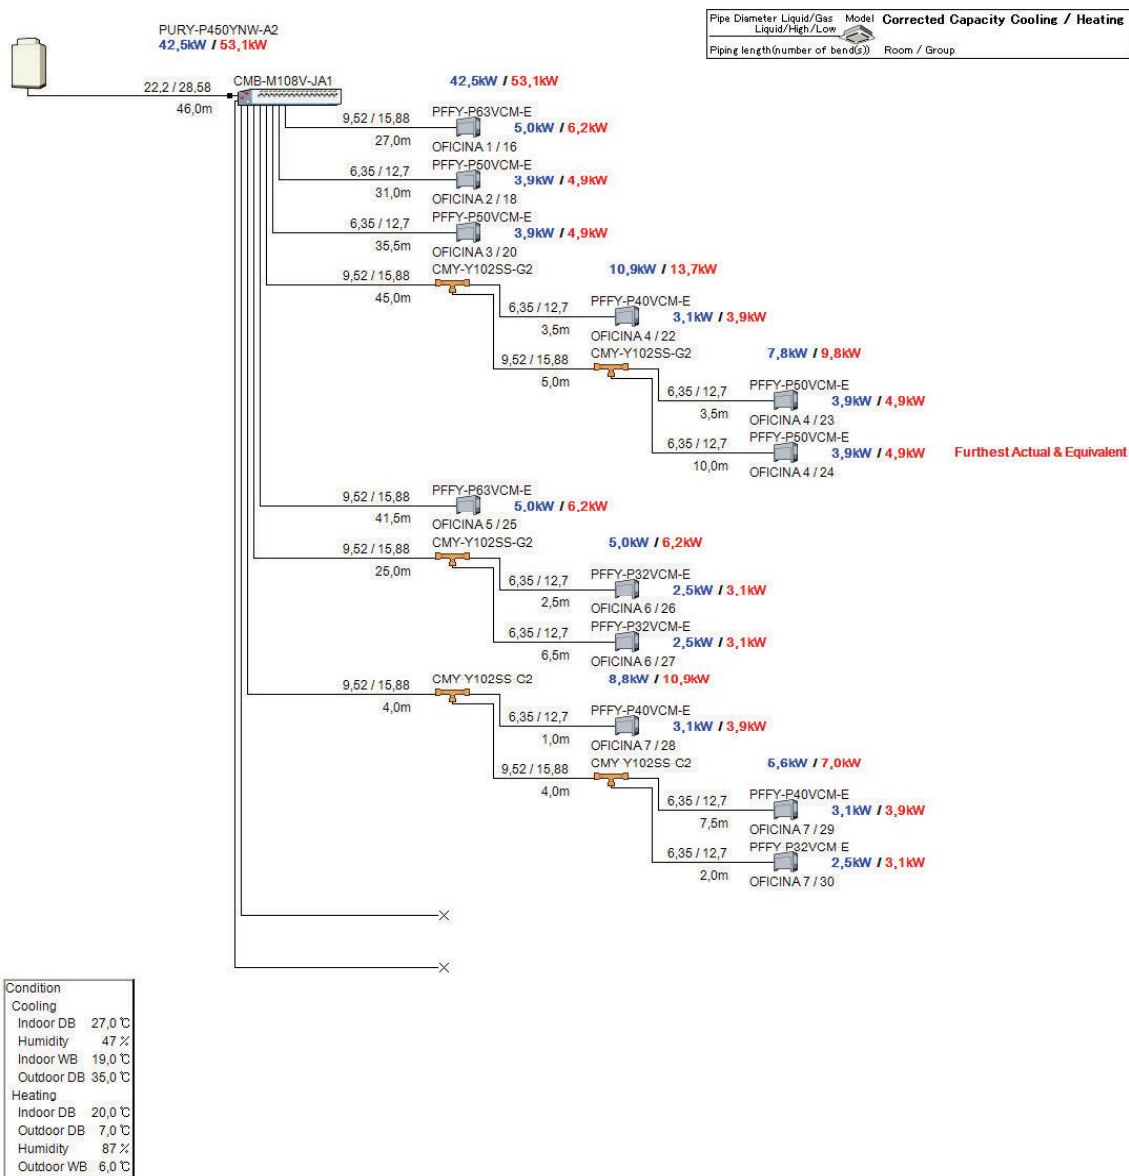 Pipe Diameter Liquid/Gas Model Corrected Capacity Cooling / Heating
Liquid/High/Low
Piping length(number of bend(s)) Room / Group
PURY-P450YNW-A2
42,5kW / 53,1kW
22,2 / 28,58
46,0m
CMB-M108V-JA1
42,5kW / 53,1kW
9,52 / 15,88
27,0m
PFFY-P63VCM-E
5,0kW / 6,2kW
OFICINA 1 / 16
6,35 / 12,7
31,0m
PFFY-P50VCM-E
3,9kW / 4,9kW
OFICINA 2 / 18
6,35 / 12,7
35,5m
PFFY-P50VCM-E
3,9kW / 4,9kW
OFICINA 3 / 20
9,52 / 15,88
45,0m
CMY-Y102SS-G2
10,9kW / 13,7kW
6,35 / 12,7
3,5m
PFFY-P40VCM-E
3,1kW / 3,9kW
OFICINA 4 / 22
9,52 / 15,88
5,0m
CMY-Y102SS-G2
7,8kW / 9,8kW
6,35 / 12,7
3,5m
PFFY-P50VCM-E
3,9kW / 4,9kW
OFICINA 4 / 23
6,35 / 12,7
10,0m
PFFY-P50VCM-E
3,9kW / 4,9kW
OFICINA 4 / 24
Furthest Actual & Equivalent
9,52 / 15,88
41,5m
PFFY-P63VCM-E
5,0kW / 6,2kW
OFICINA 5 / 25
9,52 / 15,88
25,0m
CMY-Y102SS-G2
5,0kW / 6,2kW
6,35 / 12,7
2,5m
PFFY-P32VCM-E
2,5kW / 3,1kW
OFICINA 6 / 26
6,35 / 12,7
6,5m
PFFY-P32VCM-E
2,5kW / 3,1kW
OFICINA 6 / 27
9,52 / 15,88
4,0m
CMY-Y102SS-G2
8,8kW / 10,9kW
6,35 / 12,7
1,0m
PFFY-P40VCM-E
3,1kW / 3,9kW
OFICINA 7 / 28
9,52 / 15,88
4,0m
CMY-Y102SS-G2
5,6kW / 7,0kW
6,35 / 12,7
7,5m
PFFY-P40VCM-E
3,1kW / 3,9kW
OFICINA 7 / 29
6,35 / 12,7
2,0m
PFFY-P32VCM-E
2,5kW / 3,1kW
OFICINA 7 / 30
Condition
Cooling
Indoor DB 27,0 ℃
Humidity 47 %
Indoor WB 19,0 ℃
Outdoor DB 35,0 ℃
Heating
Indoor DB 20,0 ℃
Outdoor DB 7,0 ℃
Humidity 87 %
Outdoor WB 6,0 ℃